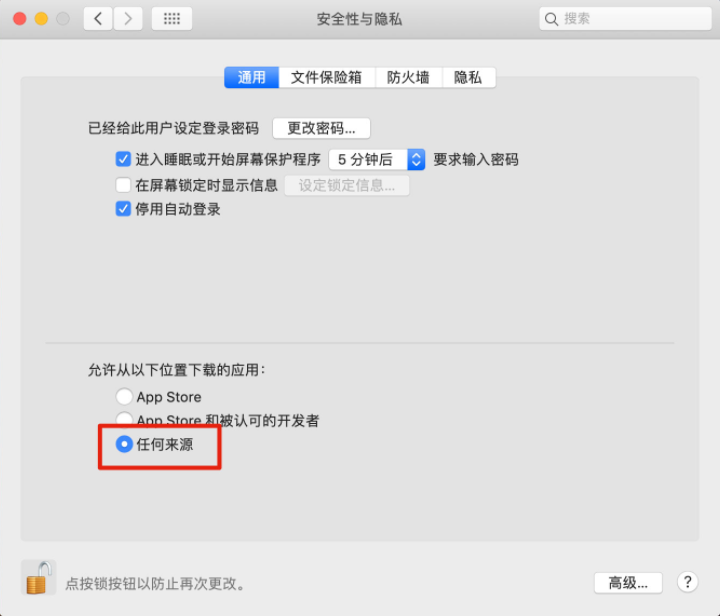 安全性与隐私
搜索
通用 文件保险箱 防火墙 隐私
已经给此用户设定登录密码 更改密码...
进入睡眠或开始屏幕保护程序 5 分钟后 要求输入密码
在屏幕锁定时显示信息 设定锁定信息...
停用自动登录
允许从以下位置下载的应用：
App Store
App Store 和被认可的开发者
任何来源
点按锁按钮以防止再次更改。
高级... ?